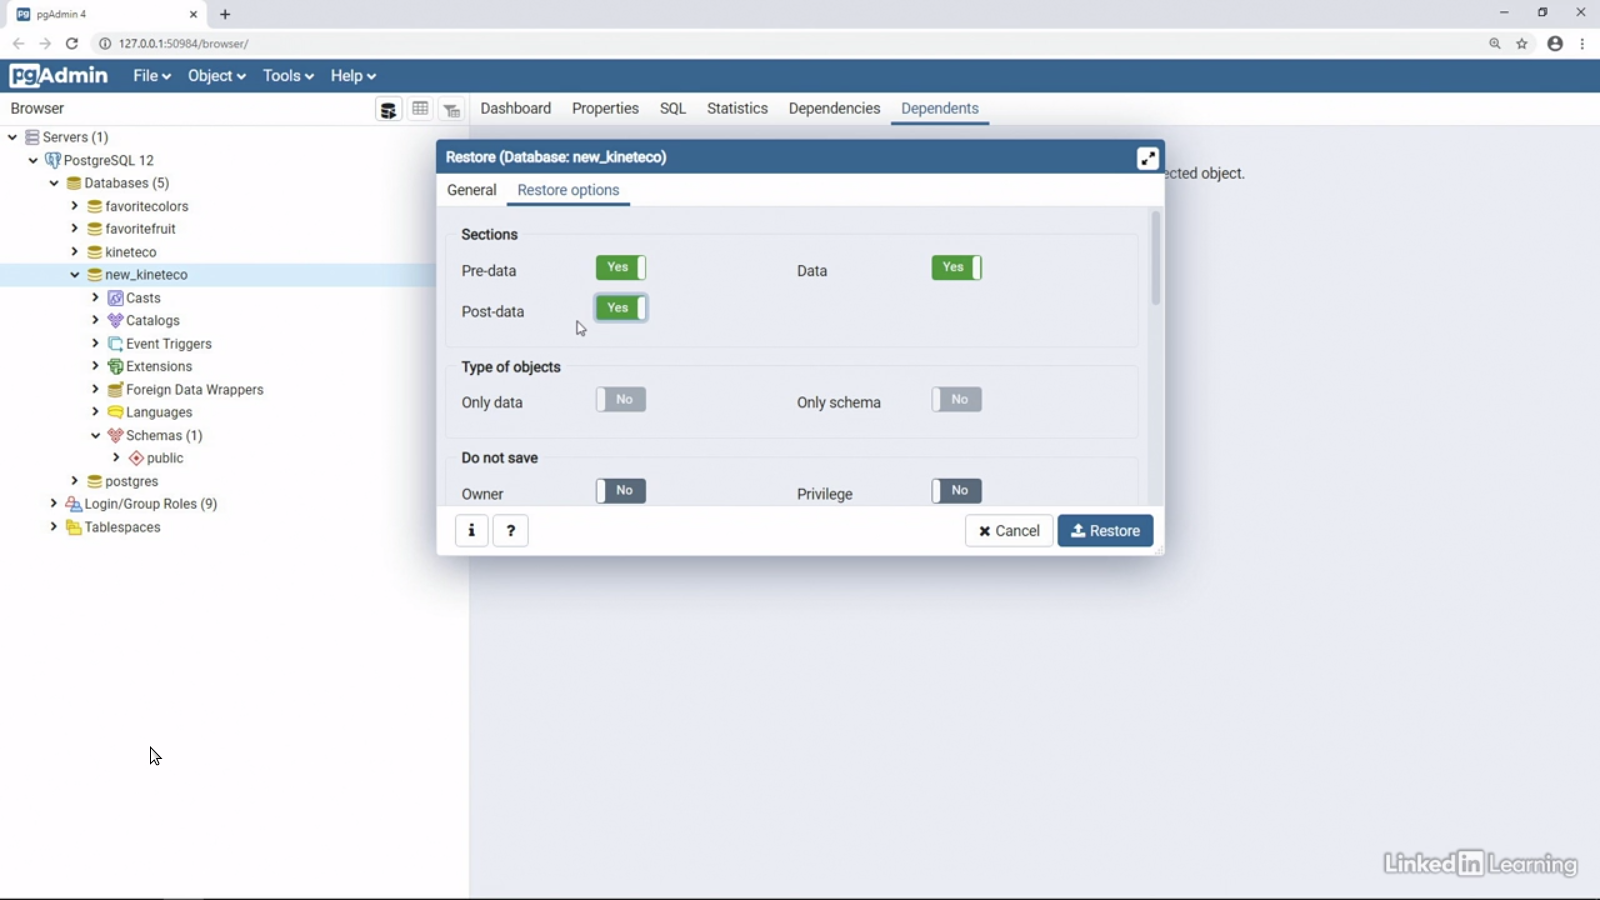 pgAdmin 4
127.0.0.1:50984/browser/
pgAdmin File Object Tools Help
Browser
Dashboard Properties SQL Statistics Dependencies Dependents
Servers (1)
PostgreSQL 12
Databases (5)
favoritecolors
favoritefruit
kineteco
new_kineteco
Casts
Catalogs
Event Triggers
Extensions
Foreign Data Wrappers
Languages
Schemas (1)
public
postgres
Login/Group Roles (9)
Tablespaces
ected object.
Restore (Database: new_kineteco)
General Restore options
Sections
Pre-data Yes Data Yes
Post-data Yes
Type of objects
Only data No Only schema No
Do not save
Owner No Privilege No
i ? Cancel Restore
Linked in Learning